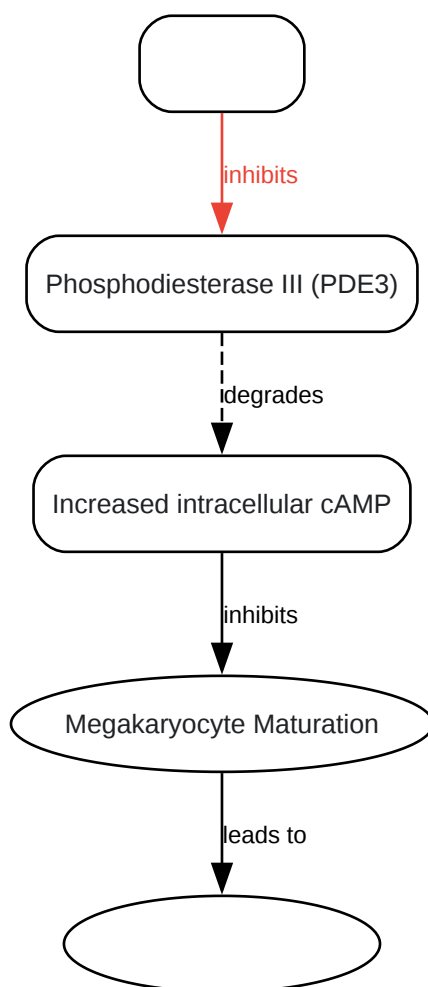 inhibits
Phosphodiesterase III (PDE3)
degrades
Increased intracellular cAMP
inhibits
Megakaryocyte Maturation
leads to